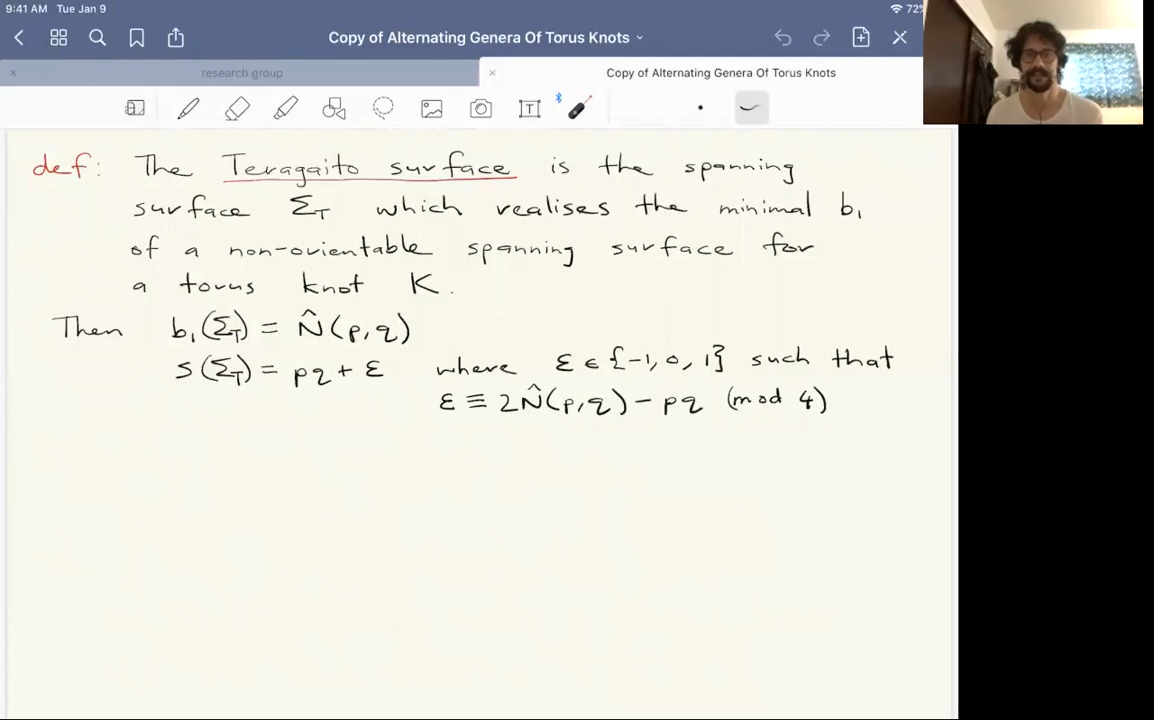 9:41 AM Tue Jan 9
72%
Copy of Alternating Genera Of Torus Knots
research group
Copy of Alternating Genera Of Torus Knots
T
def: The Teragaito surface is the spanning
surface Σ_T which realises the minimal b₁
of a non-orientable spanning surface for
a torus knot K.
Then b₁(Σ_T) = N̂(p,q)
s(Σ_T) = pq + ε where ε ∈ {-1, 0, 1} such that
ε ≡ 2N̂(p,q) - pq (mod 4)